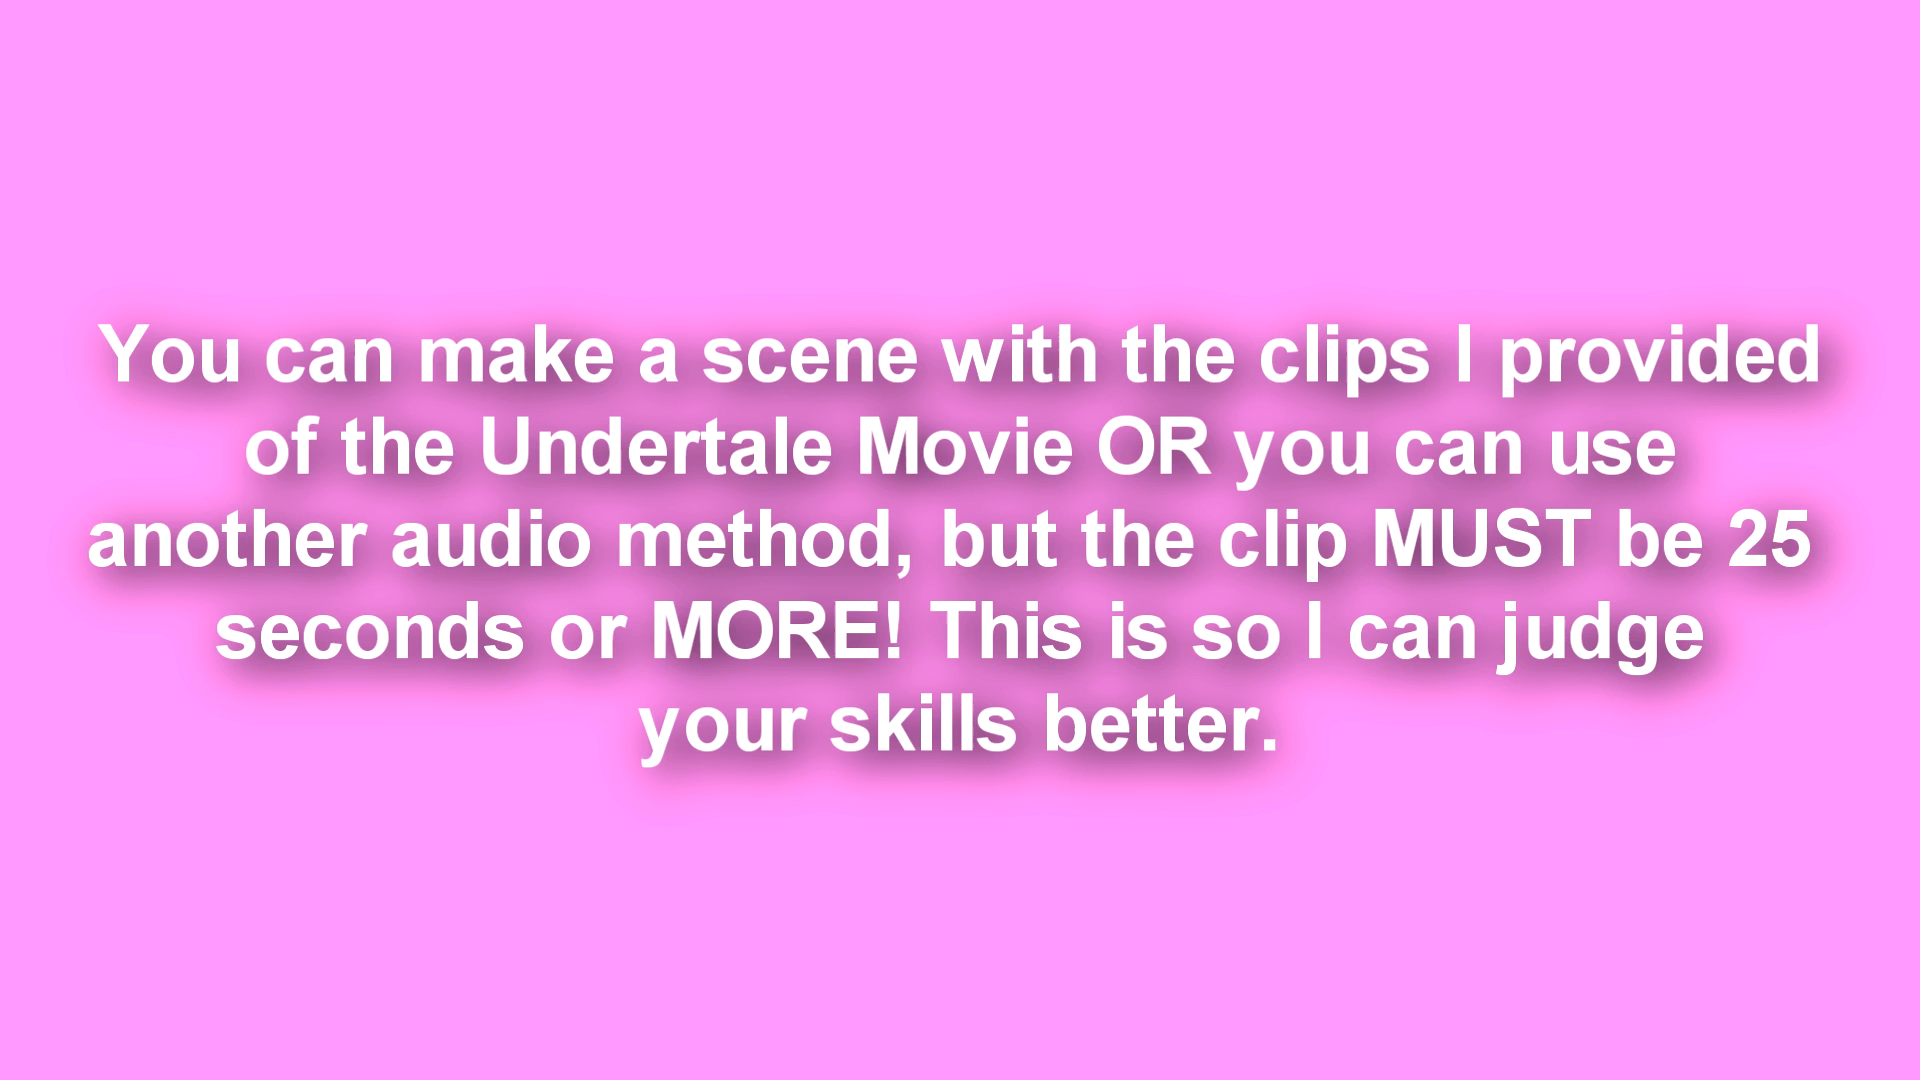 You can make a scene with the clips I provided
of the Undertale Movie OR you can use
another audio method, but the clip MUST be 25
seconds or MORE! This is so I can judge
your skills better.